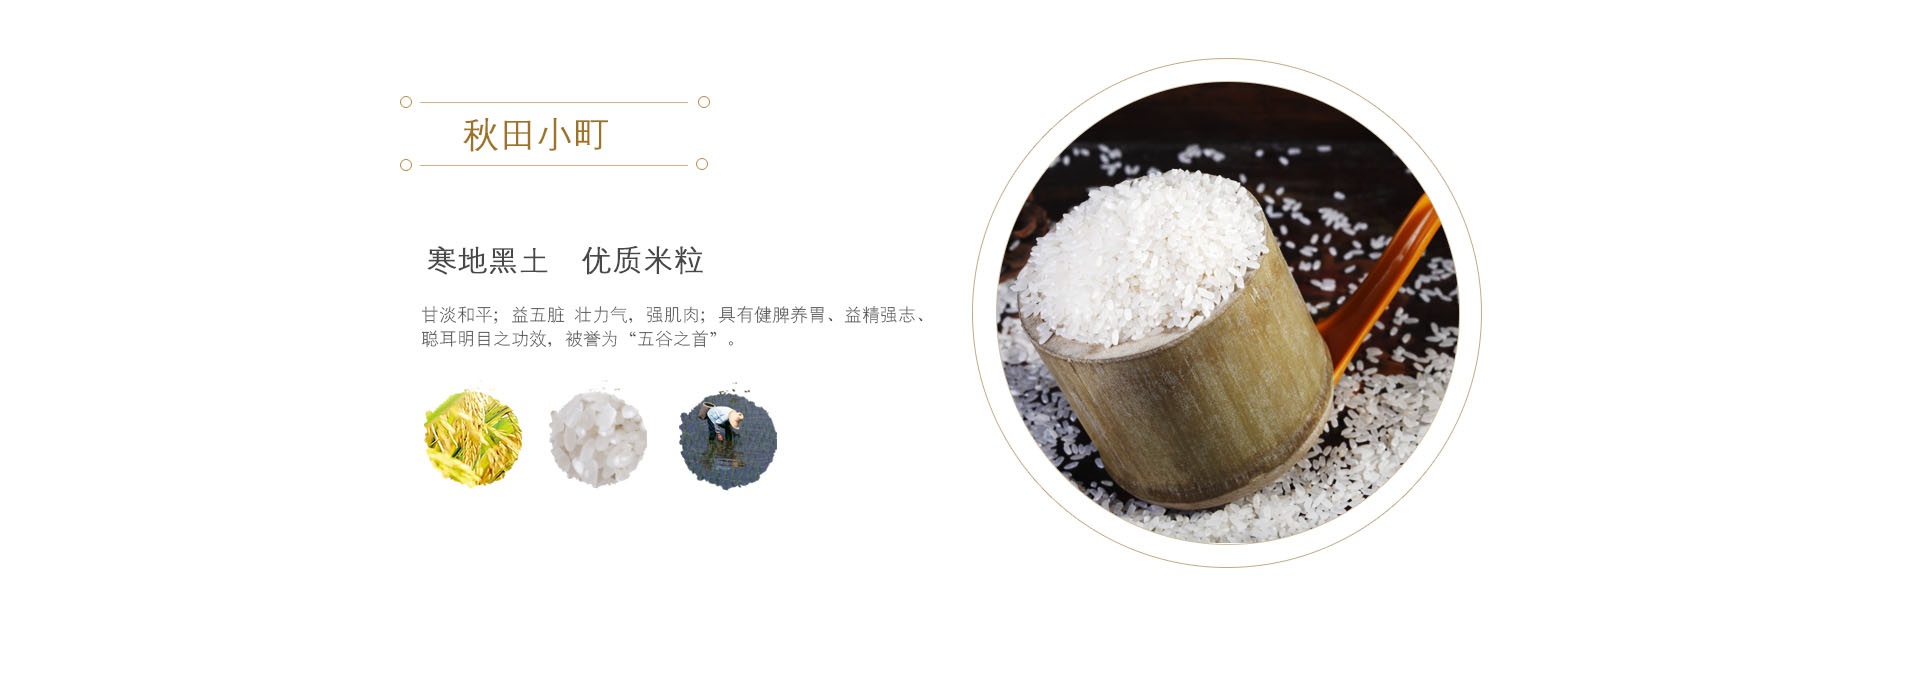 秋田小町
寒地黑土 优质米粒
甘淡和平；益五脏 壮力气，强肌肉；具有健脾养胃、益精强志、
聪耳明目之功效，被誉为“五谷之首”。